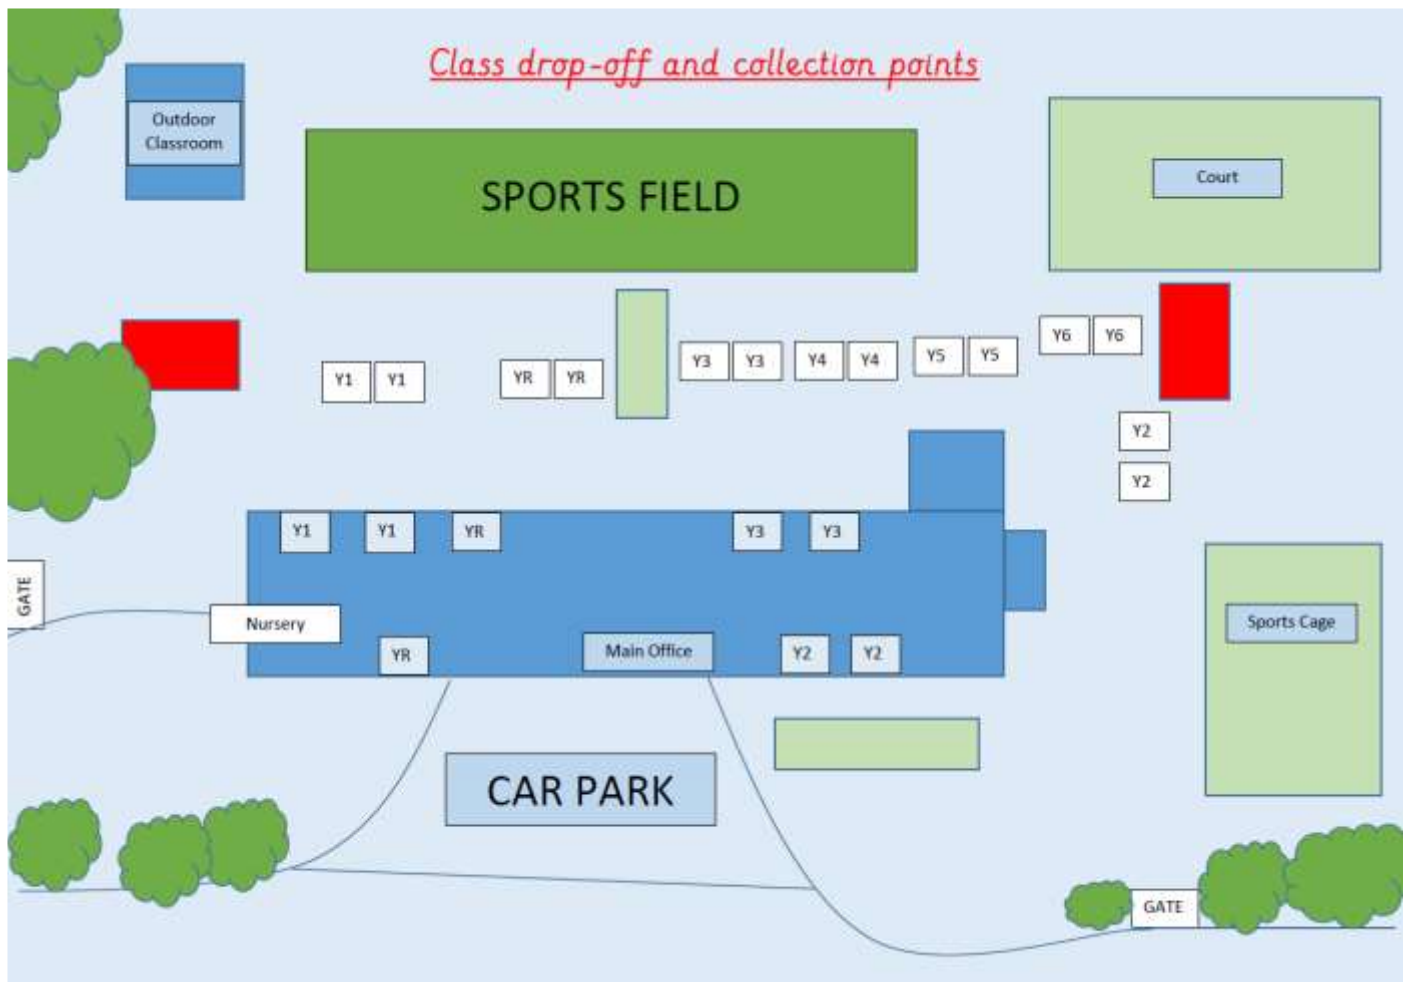 Class drop-off and collection points
Outdoor
Classroom
SPORTS FIELD
Court
Y6 Y6
Y3 Y3 Y4 Y4 Y5 Y5
Y1 Y1 YR YR
Y2
Y2
Y1 Y1 YR Y3 Y3
GATE
Nursery
Sports Cage
YR Main Office Y2 Y2
CAR PARK
GATE